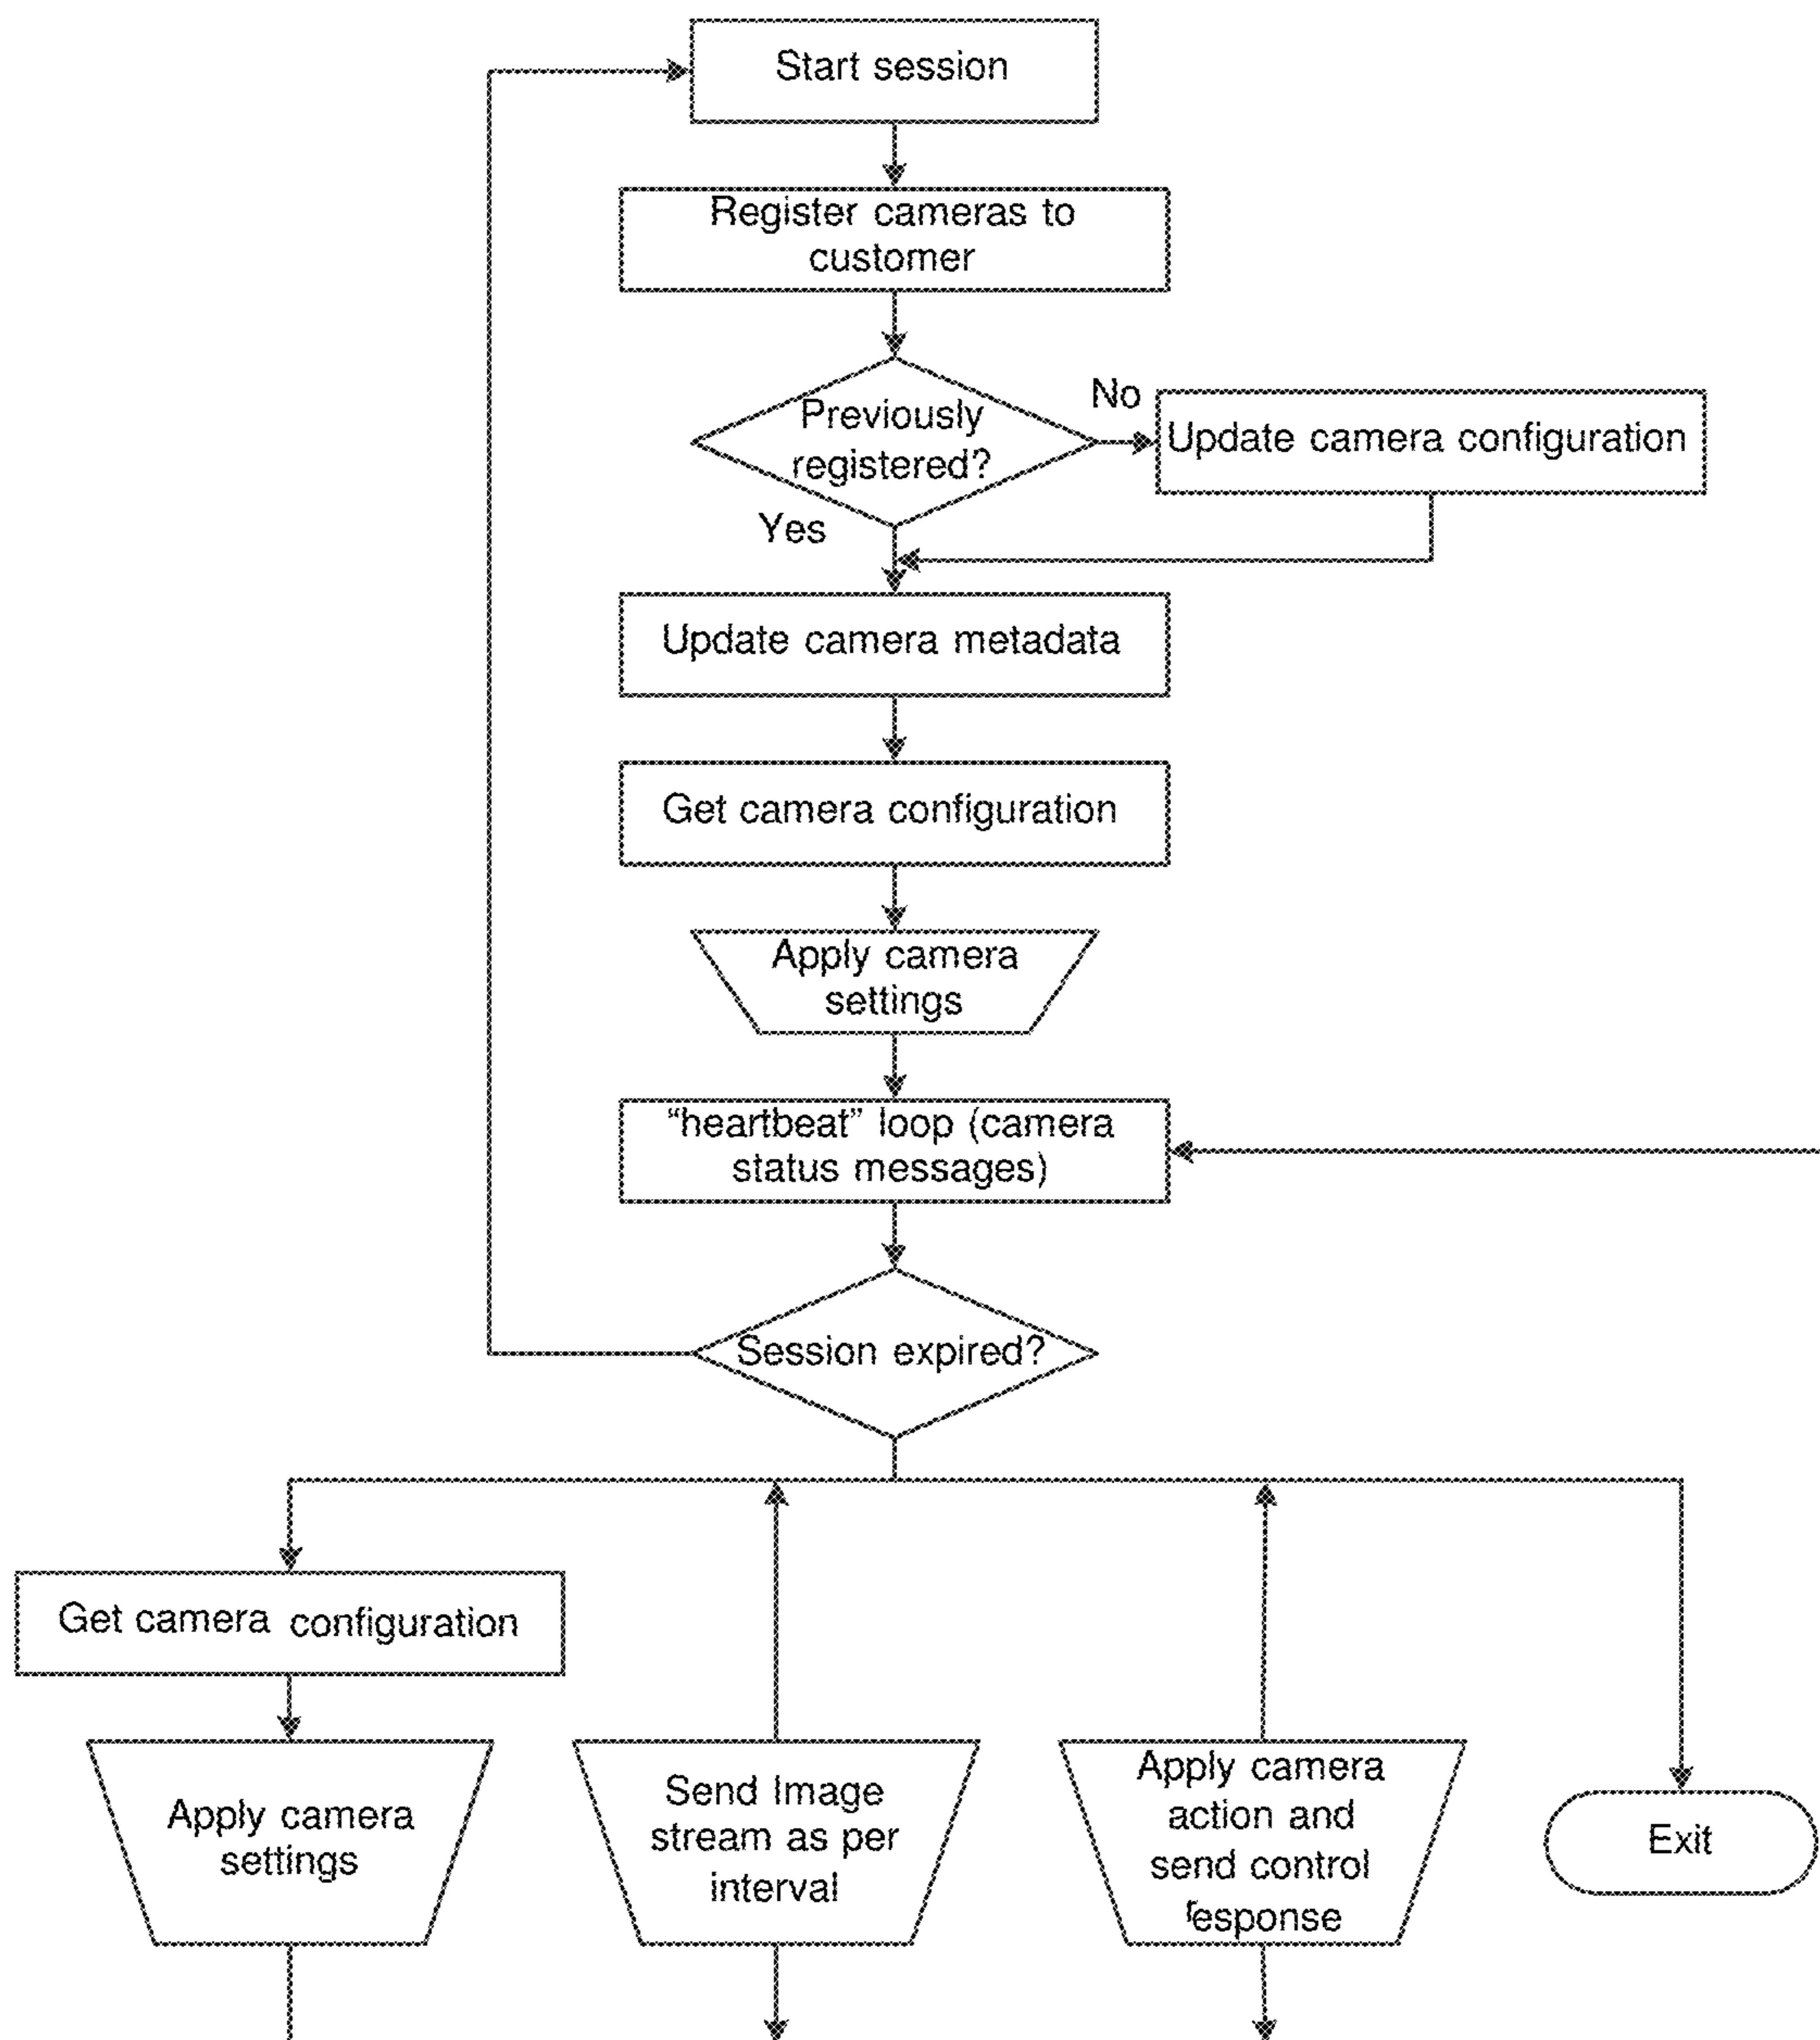 Start session
Register cameras to
customer
Previously
registered?
No
Update camera configuration
Yes
Update camera metadata
Get camera configuration
Apply camera
settings
“heartbeat” loop (camera
status messages)
Session expired?
Get camera configuration
Apply camera
settings
Send Image
stream as per
interval
Apply camera
action and
send control
response
Exit